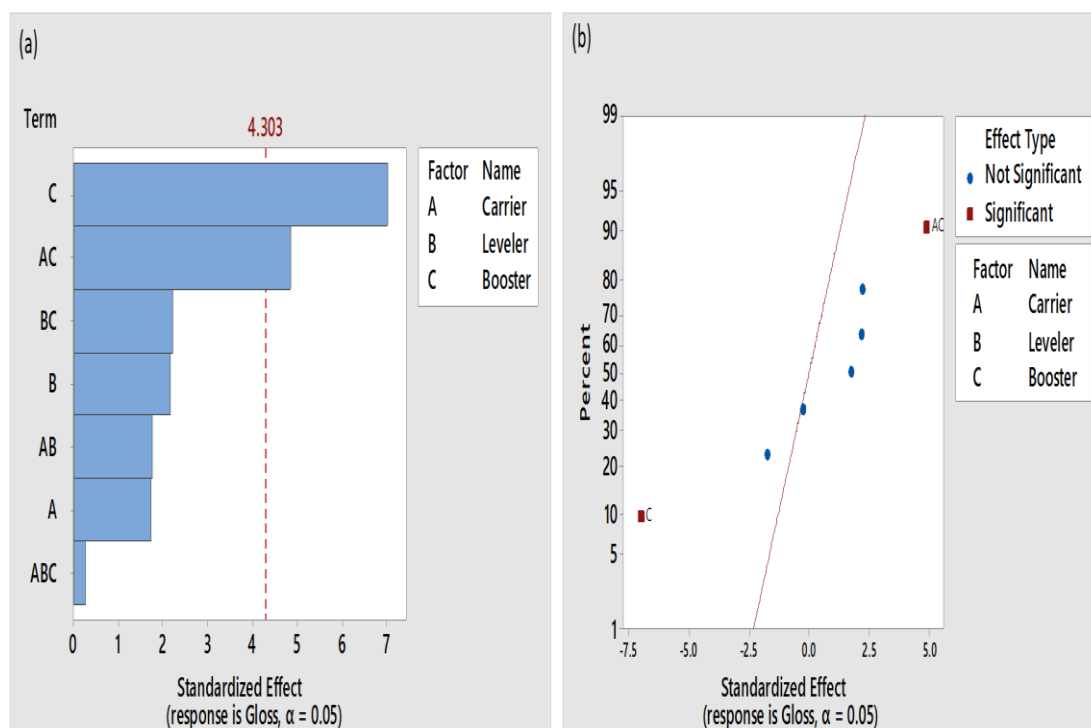 (a)
Term
4.303
C
AC
BC
B
AB
A
ABC
0 1 2 3 4 5 6 7
Standardized Effect
(response is Gloss, α = 0.05)
Factor Name
A Carrier
B Leveler
C Booster
(b)
Percent
99
95
90
80
70
60
50
40
30
20
10
5
1
AC
C
-7.5 -5.0 -2.5 0.0 2.5 5.0
Standardized Effect
(response is Gloss, α = 0.05)
Effect Type
Not Significant
Significant
Factor Name
A Carrier
B Leveler
C Booster